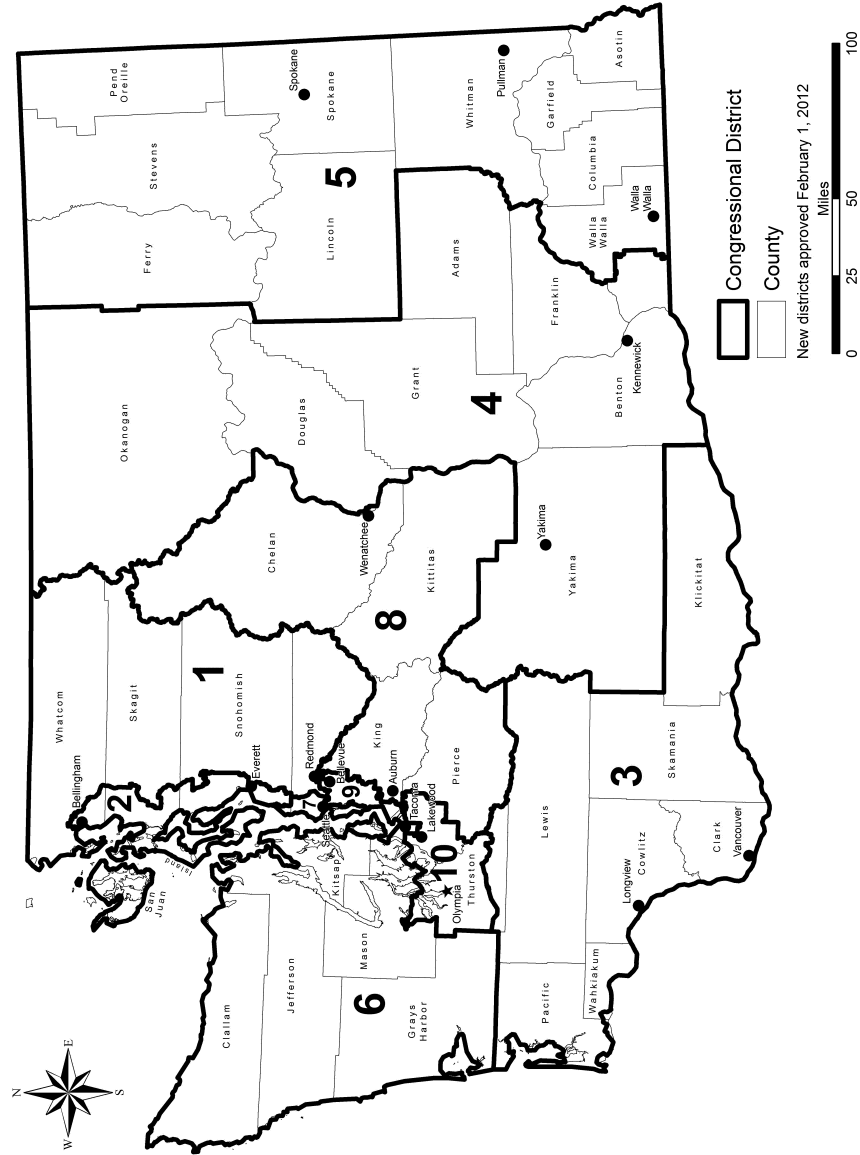 N
W
E
S
Whatcom
Bellingham
Skagit
San
Juan
Island
2
1
Snohomish
Everett
Clallam
Jefferson
Kitsap
Mason
6
Grays
Harbor
7
Seattle
Redmond
Bellevue
9
King
Auburn
Tacoma
Lakewood
Pierce
10
Olympia
Thurston
Okanogan
Chelan
Douglas
Wenatchee
8
Kittitas
Grant
4
Yakima
Yakima
Benton
Kennewick
Franklin
Adams
Ferry
Stevens
Pend
Oreille
Lincoln
5
Spokane
Spokane
Whitman
Pullman
Garfield
Asotin
Columbia
Walla
Walla
Walla
Walla
Klickitat
Pacific
Lewis
Wahkiakum
Longview
Cowlitz
3
Skamania
Clark
Vancouver
Congressional District
County
New districts approved February 1, 2012
Miles
0 25 50 100